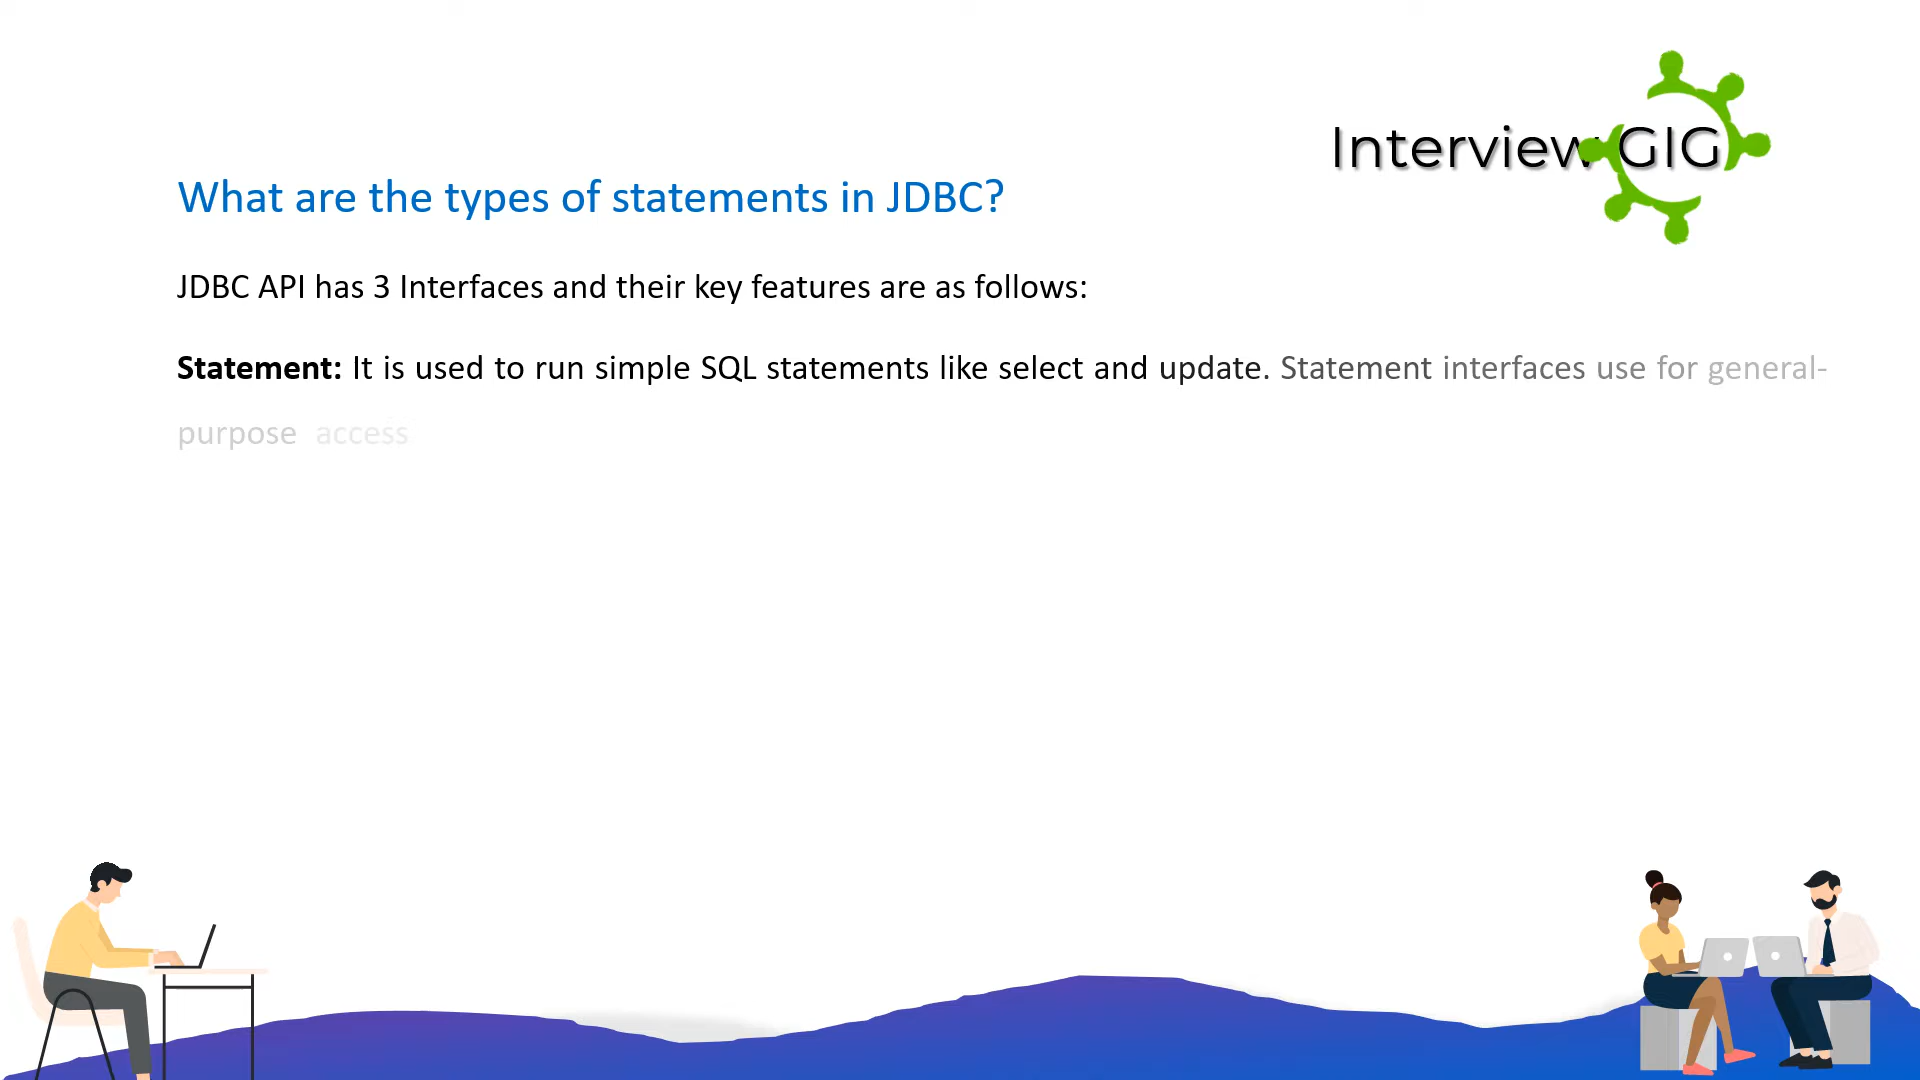 Interview GIG
What are the types of statements in JDBC?
JDBC API has 3 Interfaces and their key features are as follows:
Statement: It is used to run simple SQL statements like select and update. Statement interfaces use for general-
purpose access